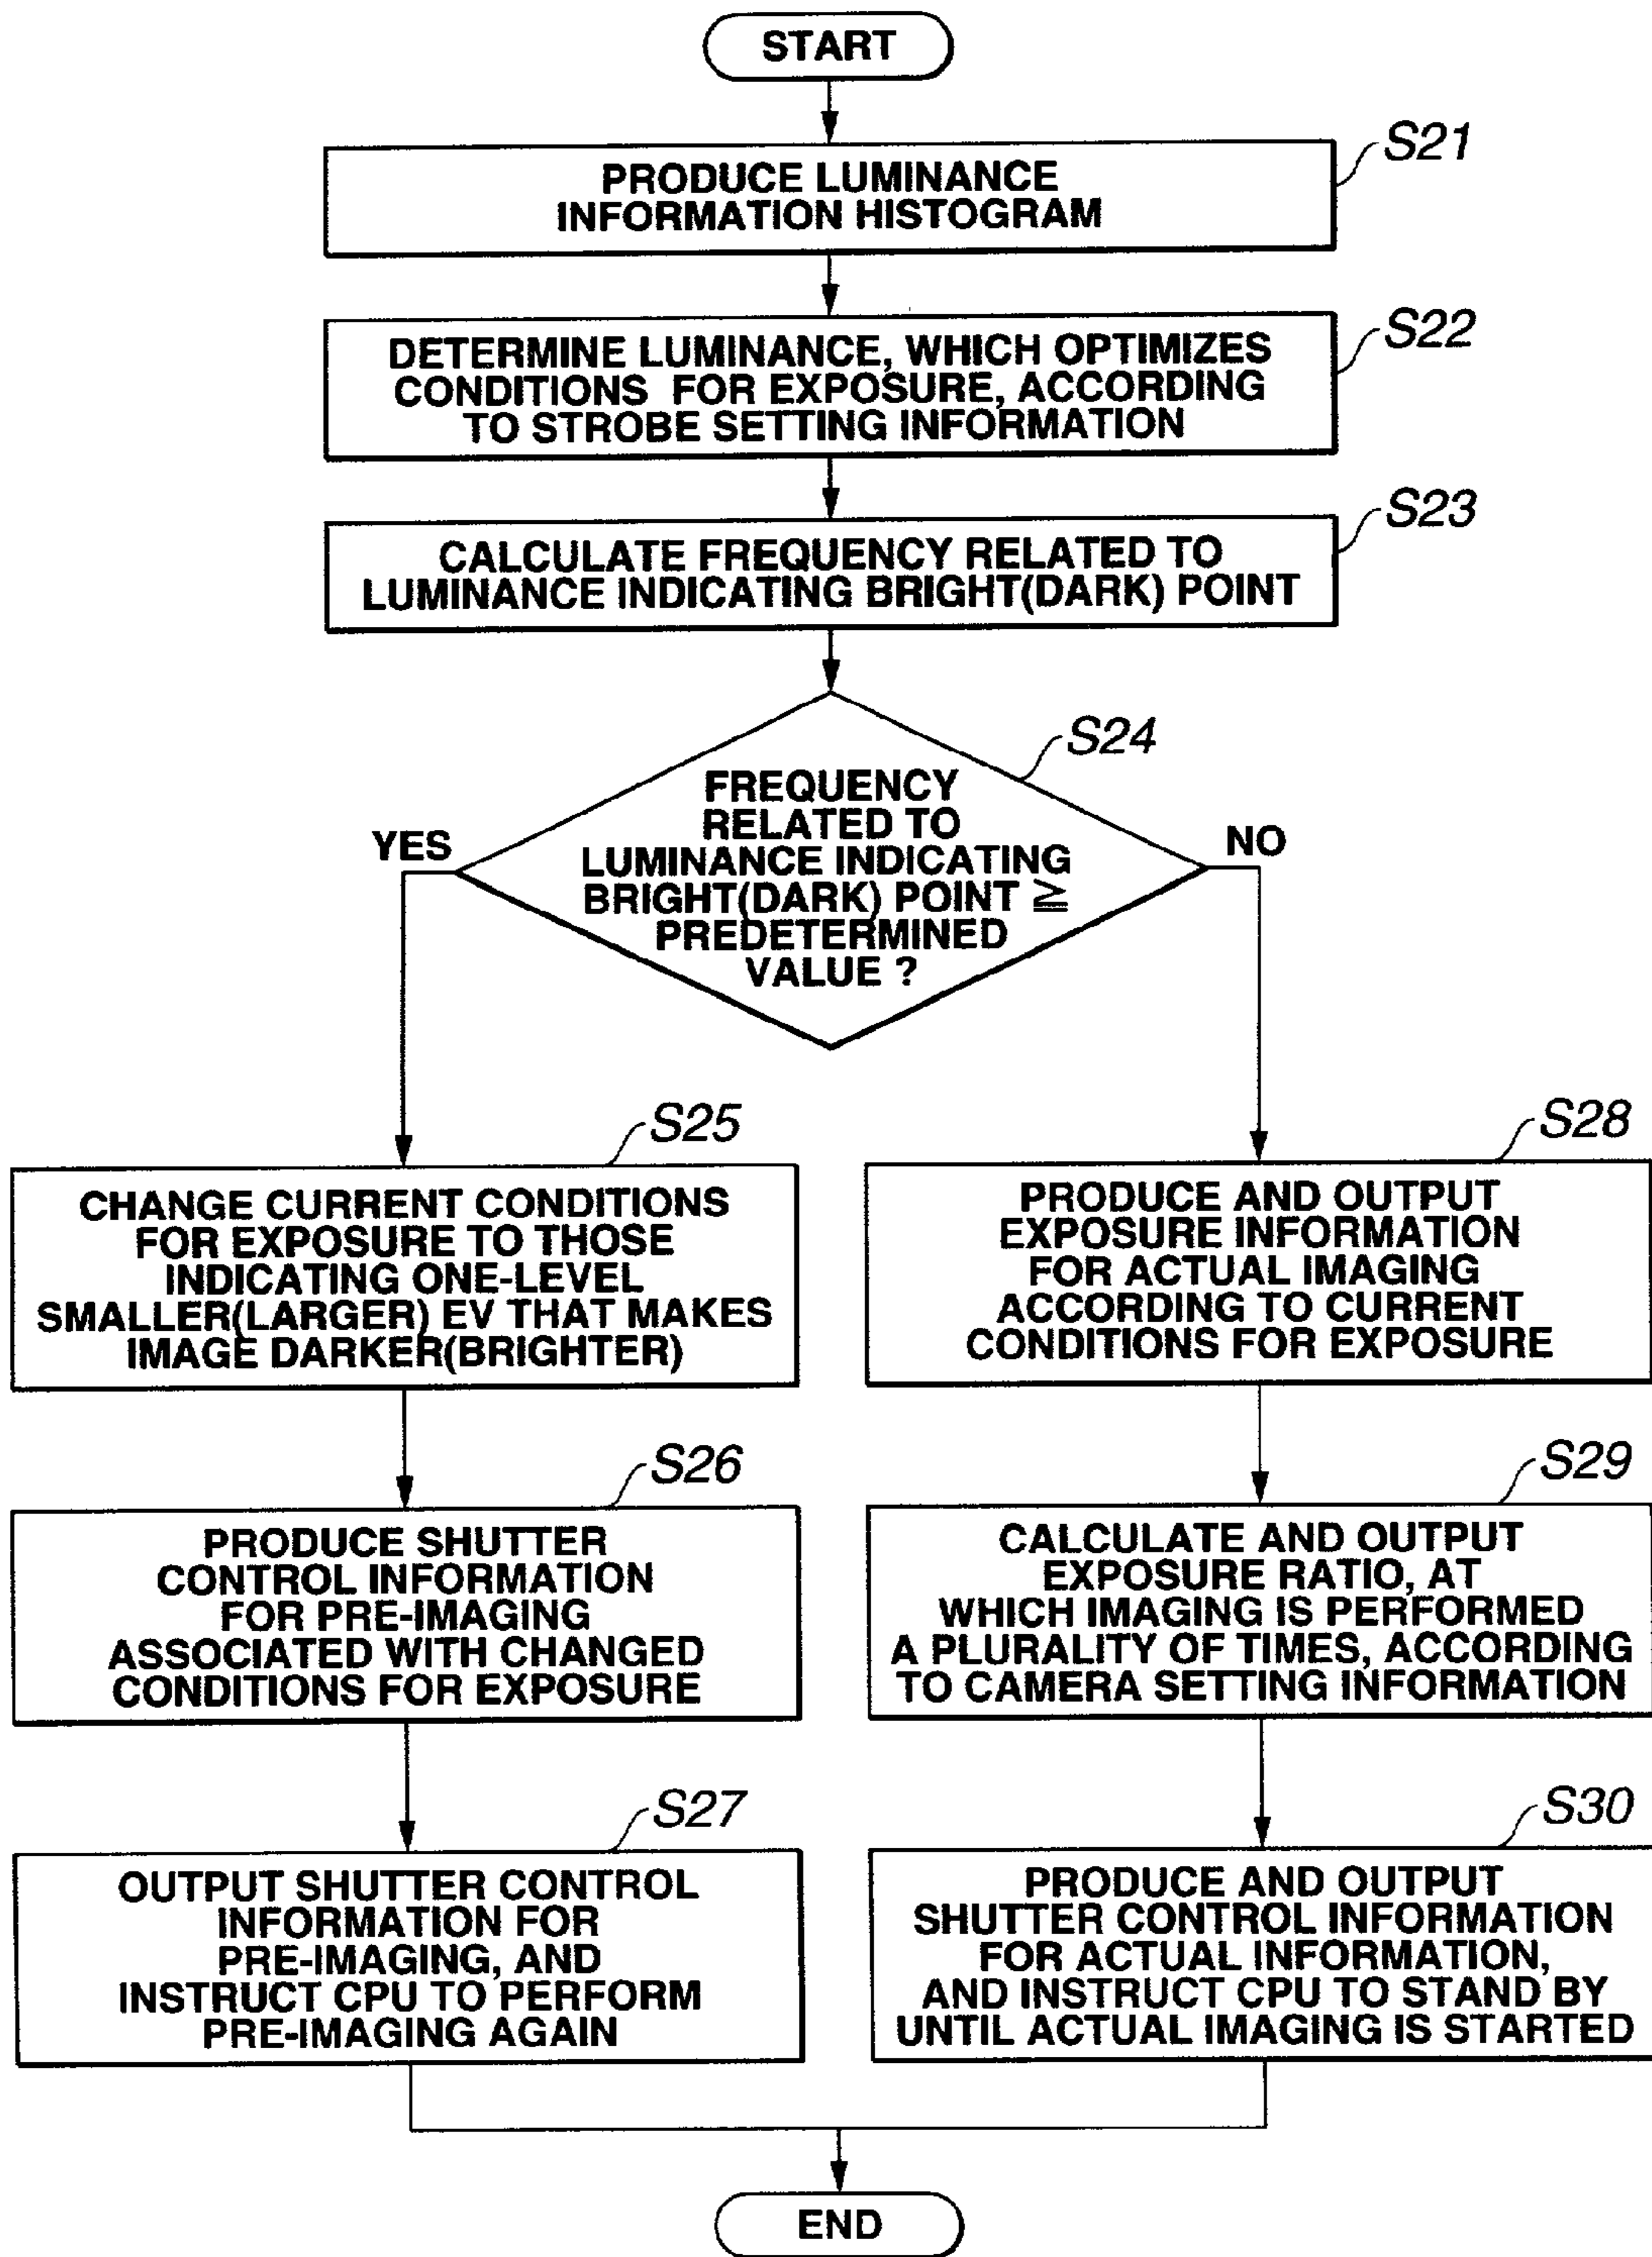 START
S21
PRODUCE LUMINANCE
INFORMATION HISTOGRAM
S22
DETERMINE LUMINANCE, WHICH OPTIMIZES
CONDITIONS FOR EXPOSURE, ACCORDING
TO STROBE SETTING INFORMATION
S23
CALCULATE FREQUENCY RELATED TO
LUMINANCE INDICATING BRIGHT(DARK) POINT
S24
FREQUENCY
RELATED TO
LUMINANCE INDICATING
BRIGHT(DARK) POINT ≧
PREDETERMINED
VALUE ?
YES
NO
S25
CHANGE CURRENT CONDITIONS
FOR EXPOSURE TO THOSE
INDICATING ONE-LEVEL
SMALLER(LARGER) EV THAT MAKES
IMAGE DARKER(BRIGHTER)
S26
PRODUCE SHUTTER
CONTROL INFORMATION
FOR PRE-IMAGING
ASSOCIATED WITH CHANGED
CONDITIONS FOR EXPOSURE
S27
OUTPUT SHUTTER CONTROL
INFORMATION FOR
PRE-IMAGING, AND
INSTRUCT CPU TO PERFORM
PRE-IMAGING AGAIN
S28
PRODUCE AND OUTPUT
EXPOSURE INFORMATION
FOR ACTUAL IMAGING
ACCORDING TO CURRENT
CONDITIONS FOR EXPOSURE
S29
CALCULATE AND OUTPUT
EXPOSURE RATIO, AT
WHICH IMAGING IS PERFORMED
A PLURALITY OF TIMES, ACCORDING
TO CAMERA SETTING INFORMATION
S30
PRODUCE AND OUTPUT
SHUTTER CONTROL INFORMATION
FOR ACTUAL INFORMATION,
AND INSTRUCT CPU TO STAND BY
UNTIL ACTUAL IMAGING IS STARTED
END